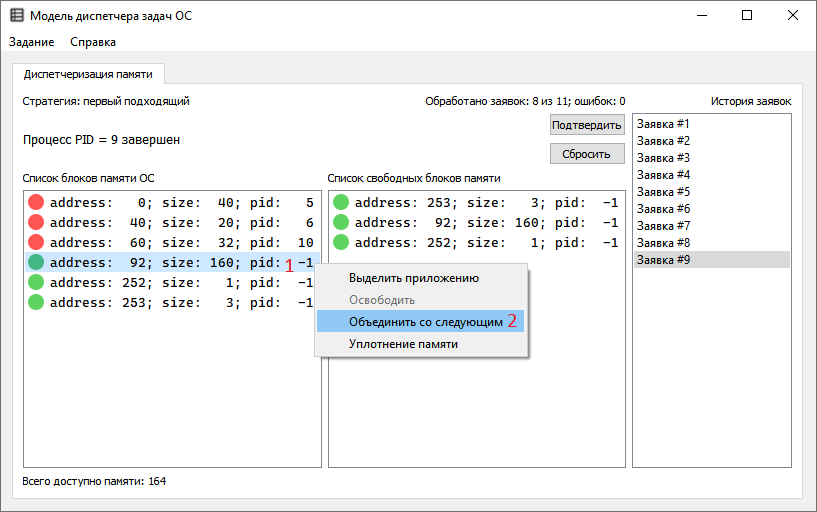 Модель диспетчера задач ОС
Задание Справка
Диспетчеризация памяти
Стратегия: первый подходящий
Обработано заявок: 8 из 11; ошибок: 0
История заявок
Процесс PID = 9 завершен
Подтвердить
Сбросить
Список блоков памяти ОС
address: 0; size: 40; pid: 5
address: 40; size: 20; pid: 6
address: 60; size: 32; pid: 10
address: 92; size: 160; pid: -1
address: 252; size: 1; pid: -1
address: 253; size: 3; pid: -1
1
Список свободных блоков памяти
address: 253; size: 3; pid: -1
address: 92; size: 160; pid: -1
address: 252; size: 1; pid: -1
Выделить приложению
Освободить
Объединить со следующим 2
Уплотнение памяти
Заявка #1
Заявка #2
Заявка #3
Заявка #4
Заявка #5
Заявка #6
Заявка #7
Заявка #8
Заявка #9
Всего доступно памяти: 164